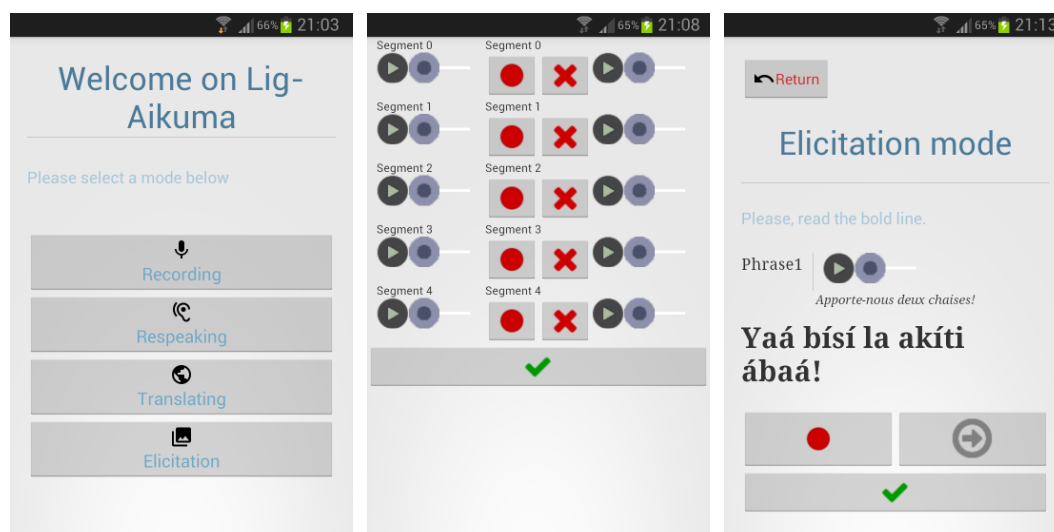 66% 21:03
Welcome on Lig-
Aikuma
Please select a mode below
Recording
Respeaking
Translating
Elicitation
65% 21:08
Segment 0 Segment 0
Segment 1 Segment 1
Segment 2 Segment 2
Segment 3 Segment 3
Segment 4 Segment 4
65% 21:13
Return
Elicitation mode
Please, read the bold line.
Phrase1
Apporte-nous deux chaises!
Yaá bísí la akíti
ábaá!